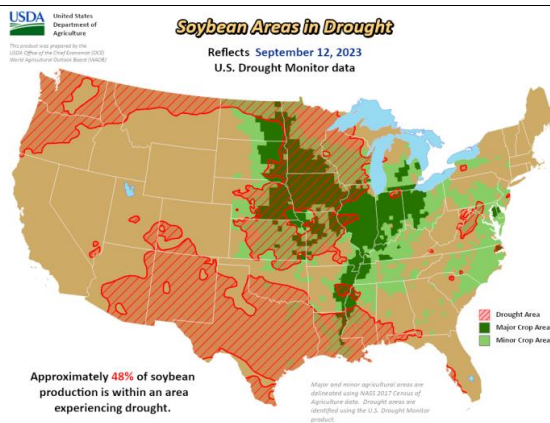 USDA
United States
Department of
Agriculture
This product was prepared by the
USDA Office of the Chief Economist (OCE)
World Agricultural Outlook Board (WAOB)
Soybean Areas in Drought
Reflects September 12, 2023
U.S. Drought Monitor data
Drought Area
Major Crop Area
Minor Crop Area
Approximately 48% of soybean
production is within an area
experiencing drought.
Major and minor agricultural areas are
delineated using NASS 2017 Census of
Agriculture data. Drought areas are
identified using the U.S. Drought Monitor
product.